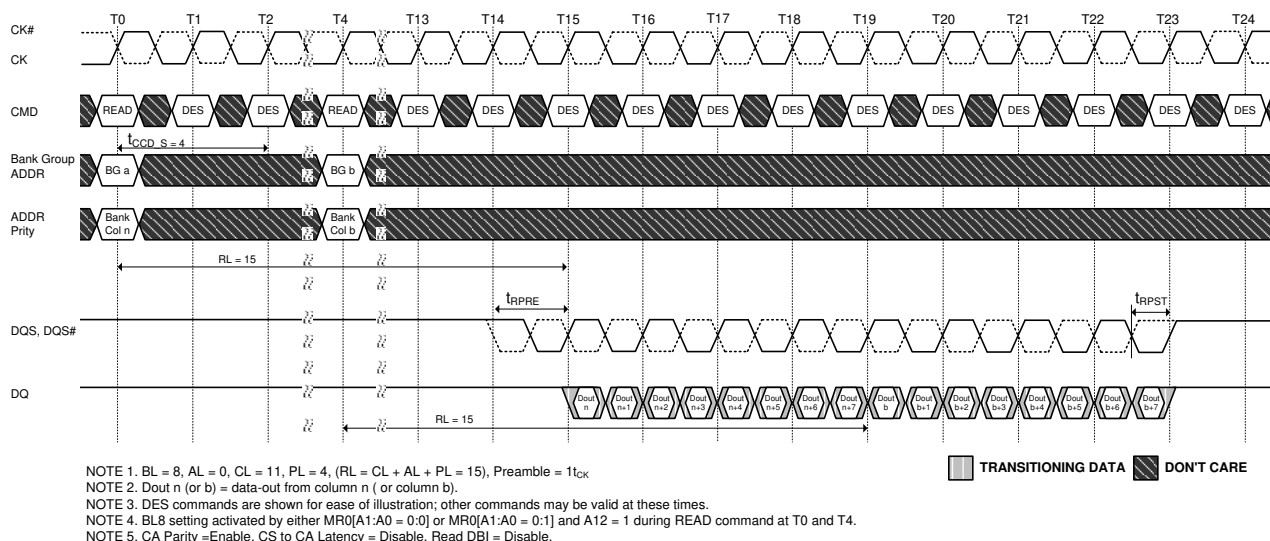 T0 T1 T2 T4 T13 T14 T15 T16 T17 T18 T19 T20 T21 T22 T23 T24
CK#
CK
CMD
READ DES DES READ DES DES DES DES DES DES DES DES DES DES DES DES
tCCD_S = 4
Bank Group
ADDR
BG a BG b
ADDR
Prity
Bank
Col n
Bank
Col b
RL = 15
tRPRE
tRPST
DQS, DQS#
DQ
Dout
n
Dout
n+1
Dout
n+2
Dout
n+3
Dout
n+4
Dout
n+5
Dout
n+6
Dout
n+7
Dout
b
Dout
b+1
Dout
b+2
Dout
b+3
Dout
b+4
Dout
b+5
Dout
b+6
Dout
b+7
RL = 15
TRANSITIONING DATA DON'T CARE
NOTE 1. BL = 8, AL = 0, CL = 11, PL = 4, (RL = CL + AL + PL = 15), Preamble = 1tCK
NOTE 2. Dout n (or b) = data-out from column n ( or column b).
NOTE 3. DES commands are shown for ease of illustration; other commands may be valid at these times.
NOTE 4. BL8 setting activated by either MR0[A1:A0 = 0:0] or MR0[A1:A0 = 0:1] and A12 = 1 during READ command at T0 and T4.
NOTE 5. CA Parity =Enable, CS to CA Latency = Disable, Read DBI = Disable.